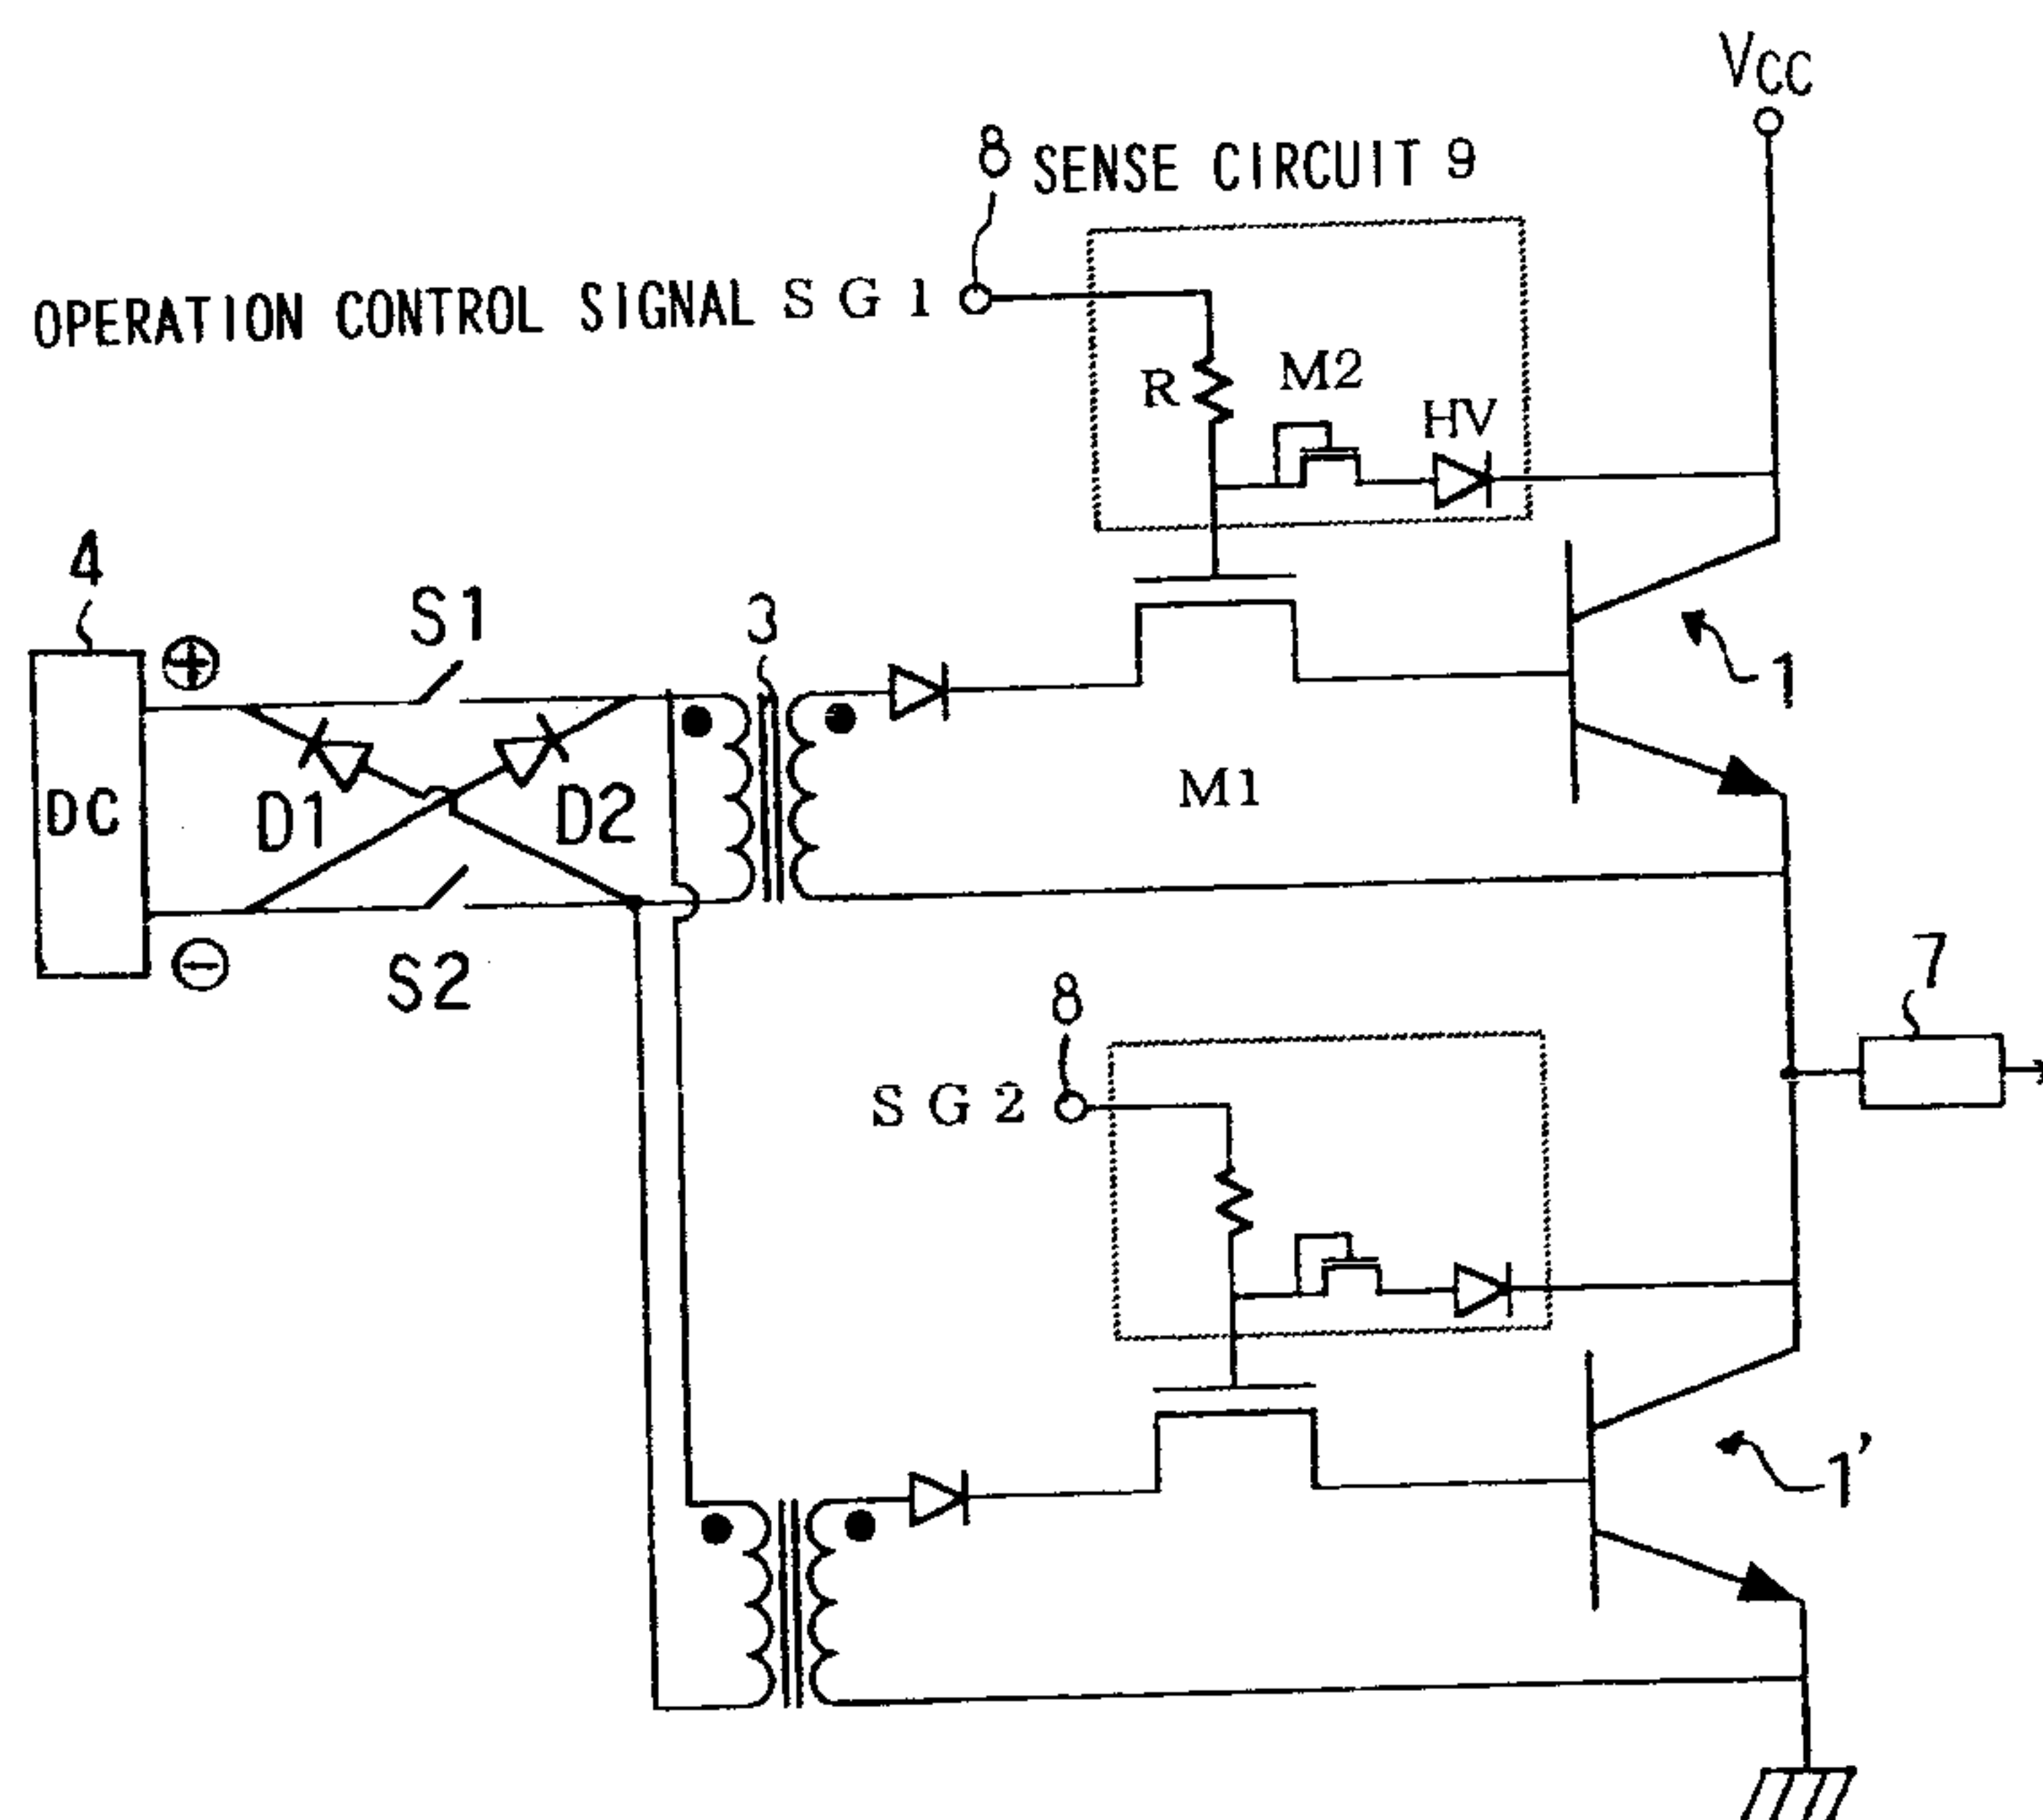 VCC
8 SENSE CIRCUIT 9
OPERATION CONTROL SIGNAL SG1
R
M2
HV
4
S1
3
1
⊕
DC
D1
D2
M1
⊖
S2
7
8
SG2
1'